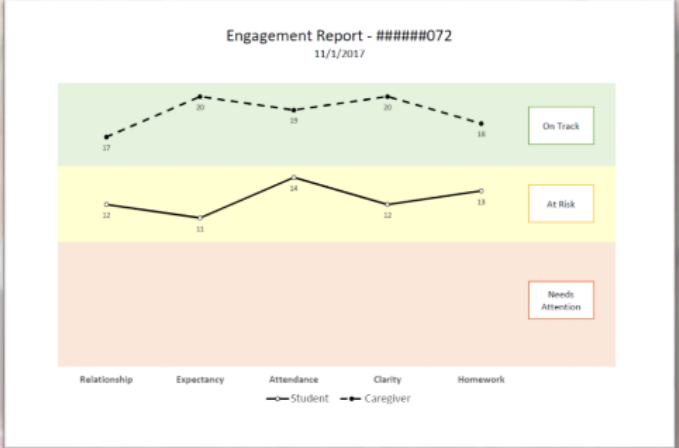 Engagement Report - ######072
11/1/2017
20
20
19
18
17
On Track
14
13
12
12
11
At Risk
Needs
Attention
Relationship Expectancy Attendance Clarity Homework
Student Caregiver